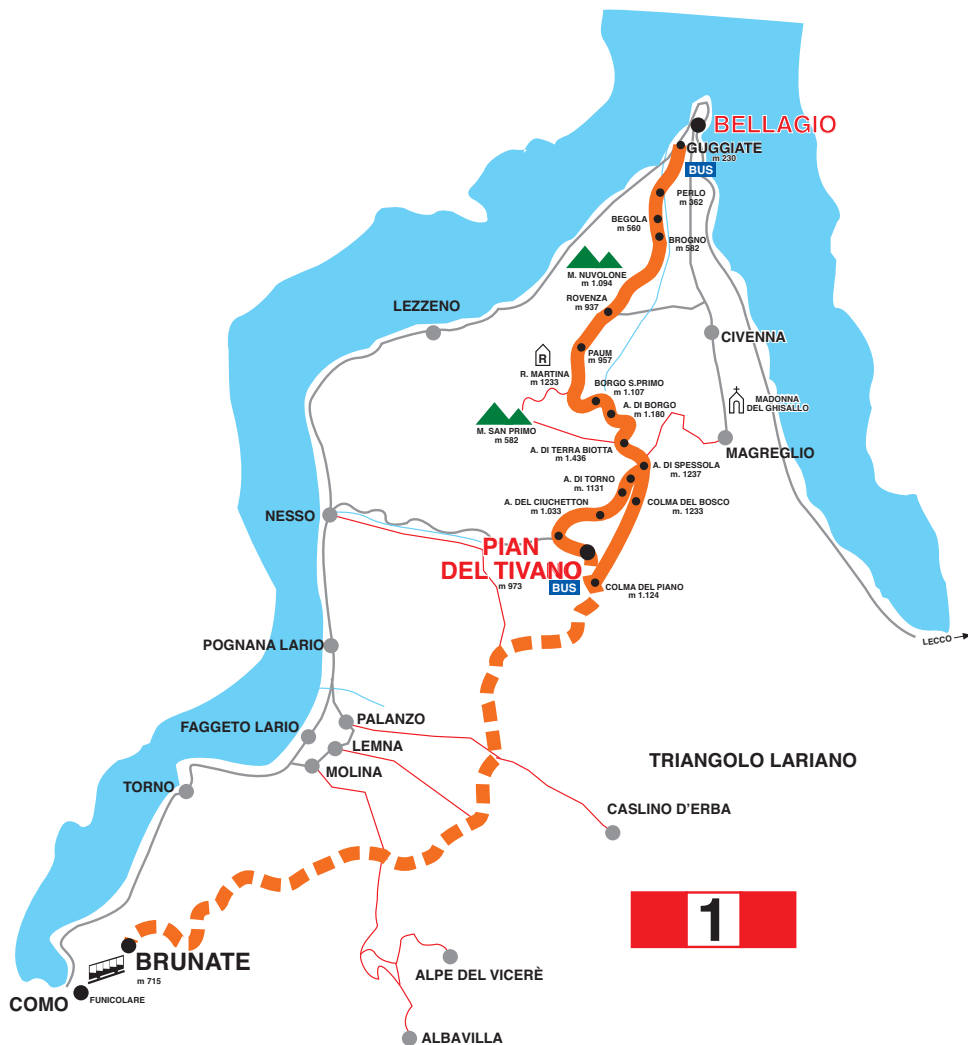 BELLAGIO
GUGGIATE
m 230
BUS
PERLO
m 362
BEGOLA
m 560
BROGNO
m 582
M. NUVOLONE
m 1.094
ROVENZA
m 937
LEZZENO
CIVENNA
PAUM
m 957
R
R. MARTINA
m 1233
BORGO S.PRIMO
m 1.107
MADONNA
DEL GHISALLO
A. DI BORGO
m 1.180
M. SAN PRIMO
m 582
A. DI TERRA BIOTTA
m 1.436
MAGREGLIO
A. DI SPESSOLA
m. 1237
A. DI TORNO
m. 1131
A. DEL CIUCHETTON
m 1.033
COLMA DEL BOSCO
m. 1233
NESSO
PIAN
DEL TIVANO
m 973
BUS
COLMA DEL PIANO
m 1.124
LECCO
POGNANA LARIO
PALANZO
FAGGETO LARIO
LEMNA
MOLINA
TRIANGOLO LARIANO
TORNO
CASLINO D'ERBA
1
BRUNATE
m 715
ALPE DEL VICERÈ
COMO
FUNICOLARE
ALBAVILLA